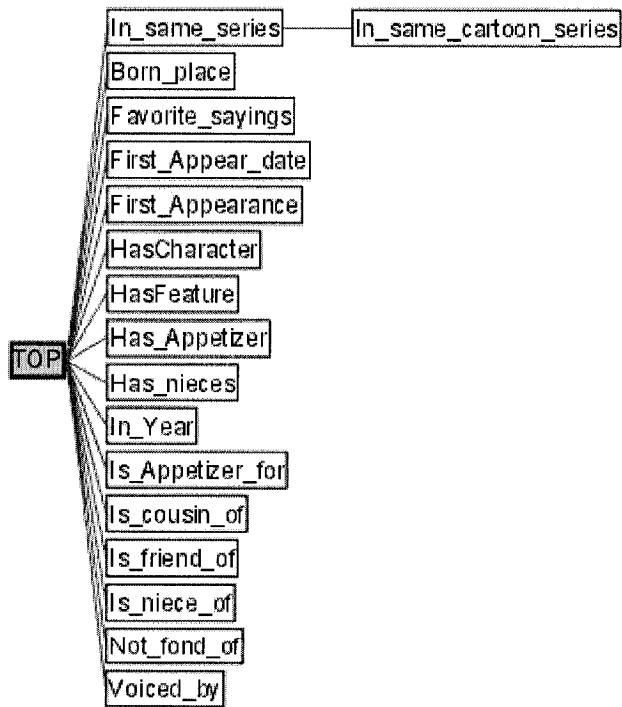 In_same_series In_same_cartoon_series
Born_place
Favorite_sayings
First_Appear_date
First_Appearance
HasCharacter
HasFeature
Has_Appetizer
TOP
Has_nieces
In_Year
Is_Appetizer_for
Is_cousin_of
Is_friend_of
Is_niece_of
Not_fond_of
Voiced_by